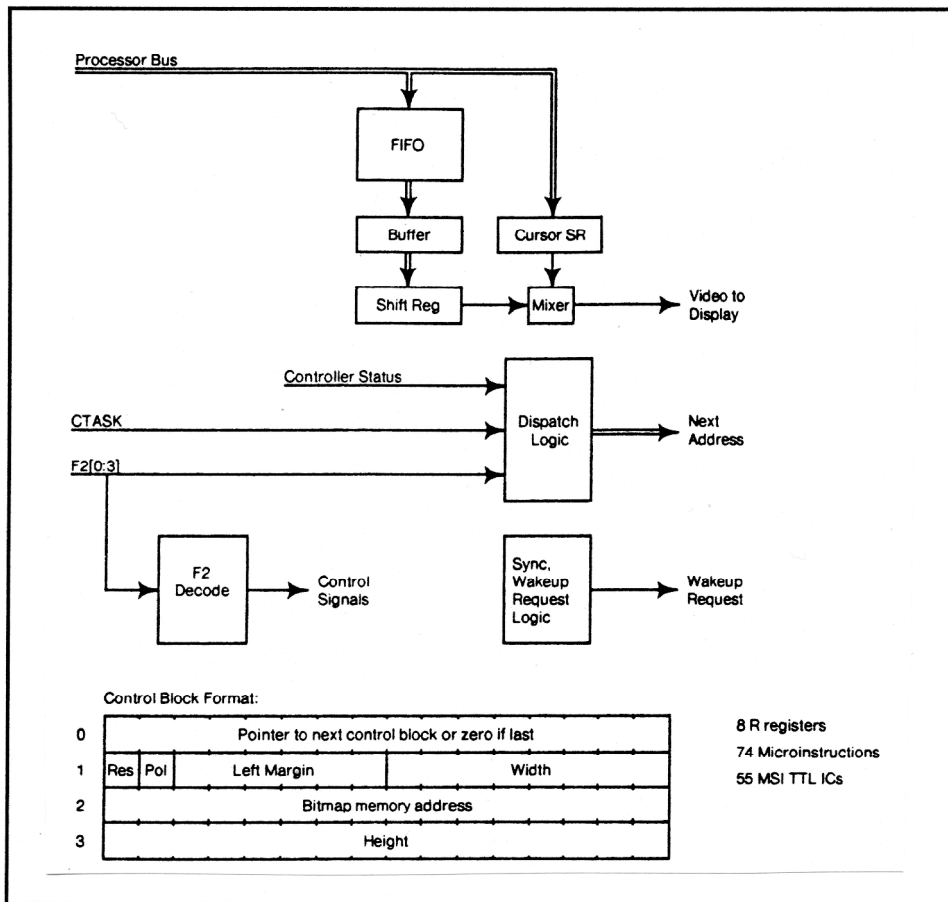 Processor Bus
FIFO
Buffer
Cursor SR
Shift Reg
Mixer
Video to
Display
Controller Status
CTASK
Dispatch
Logic
Next
Address
F2[0:3]
F2
Decode
Control
Signals
Sync,
Wakeup
Request
Logic
Wakeup
Request
Control Block Format:
0 Pointer to next control block or zero if last
1 Res Pol Left Margin Width
2 Bitmap memory address
3 Height
8 R registers
74 Microinstructions
55 MSI TTL ICs